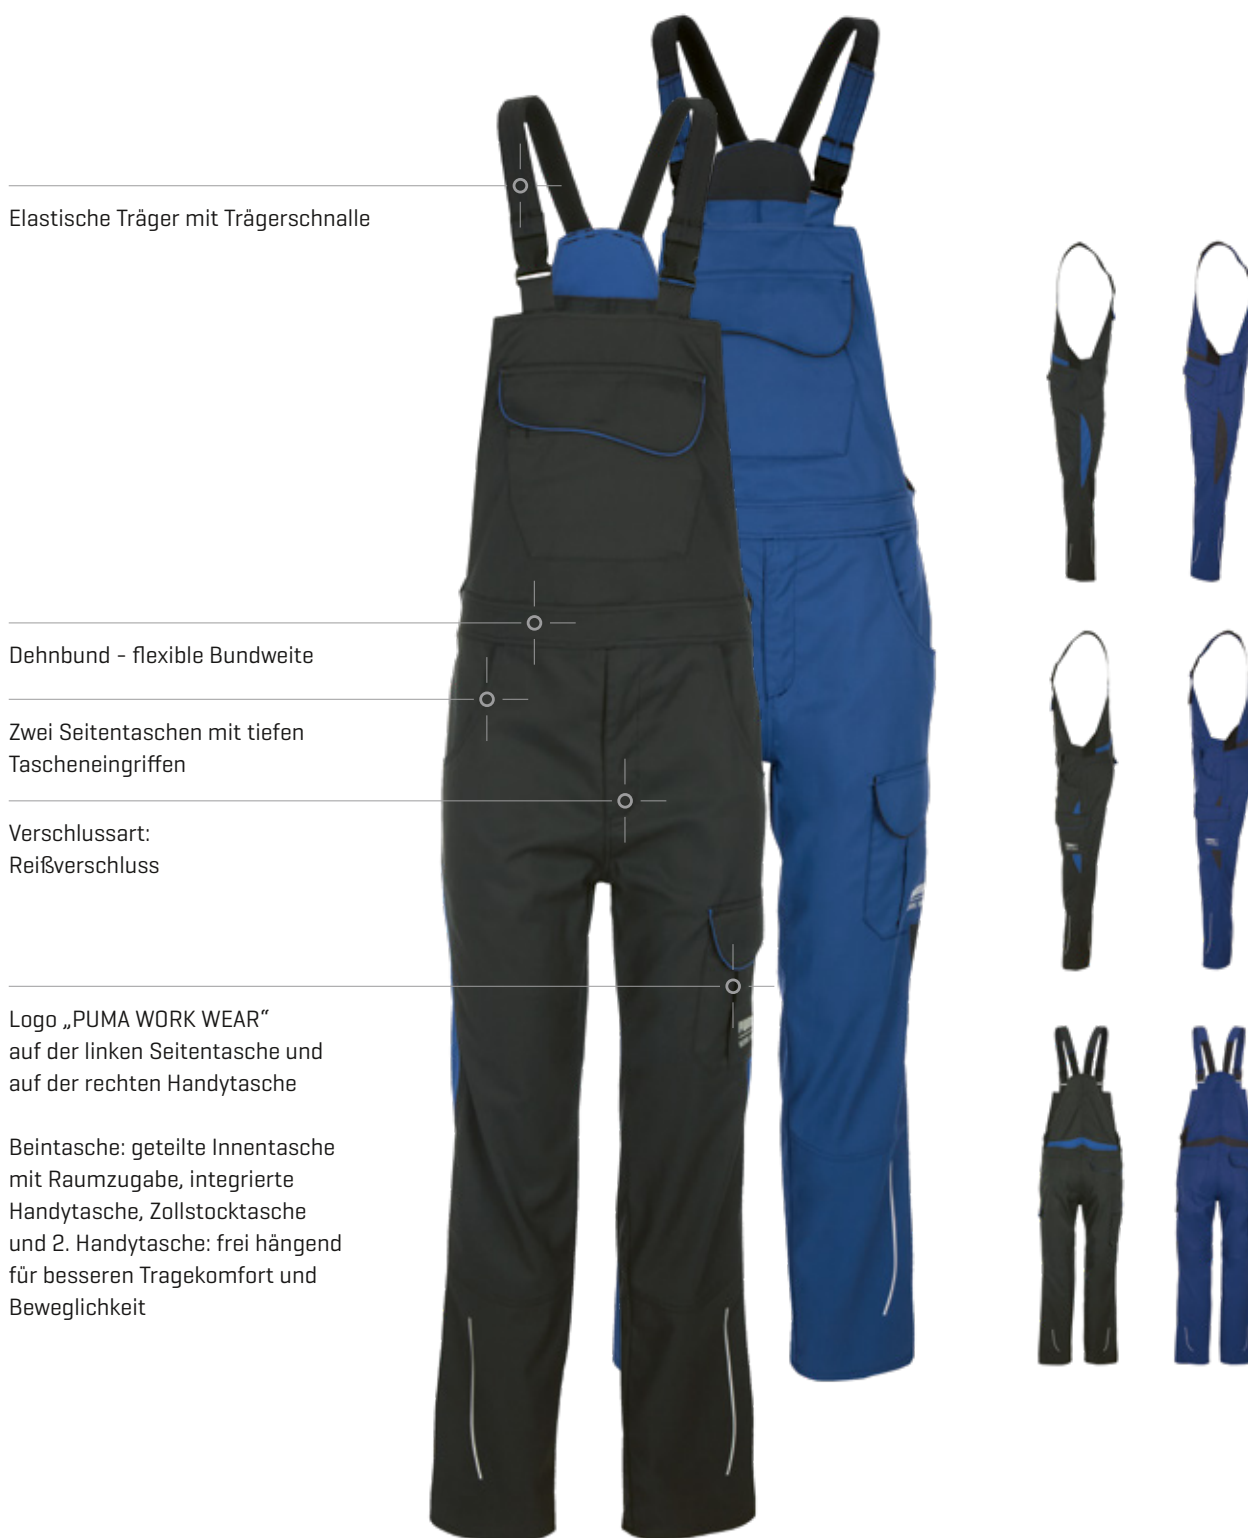 Elastische Träger mit Trägerschnalle
Dehnbund - flexible Bundweite
Zwei Seitentaschen mit tiefen
Tascheneingriffen
Verschlussart:
Reißverschluss
Logo „PUMA WORK WEAR“
auf der linken Seitentasche und
auf der rechten Handytasche
Beintasche: geteilte Innentasche
mit Raumzugabe, integrierte
Handytasche, Zollstocktasche
und 2. Handytasche: frei hängend
für besseren Tragekomfort und
Beweglichkeit